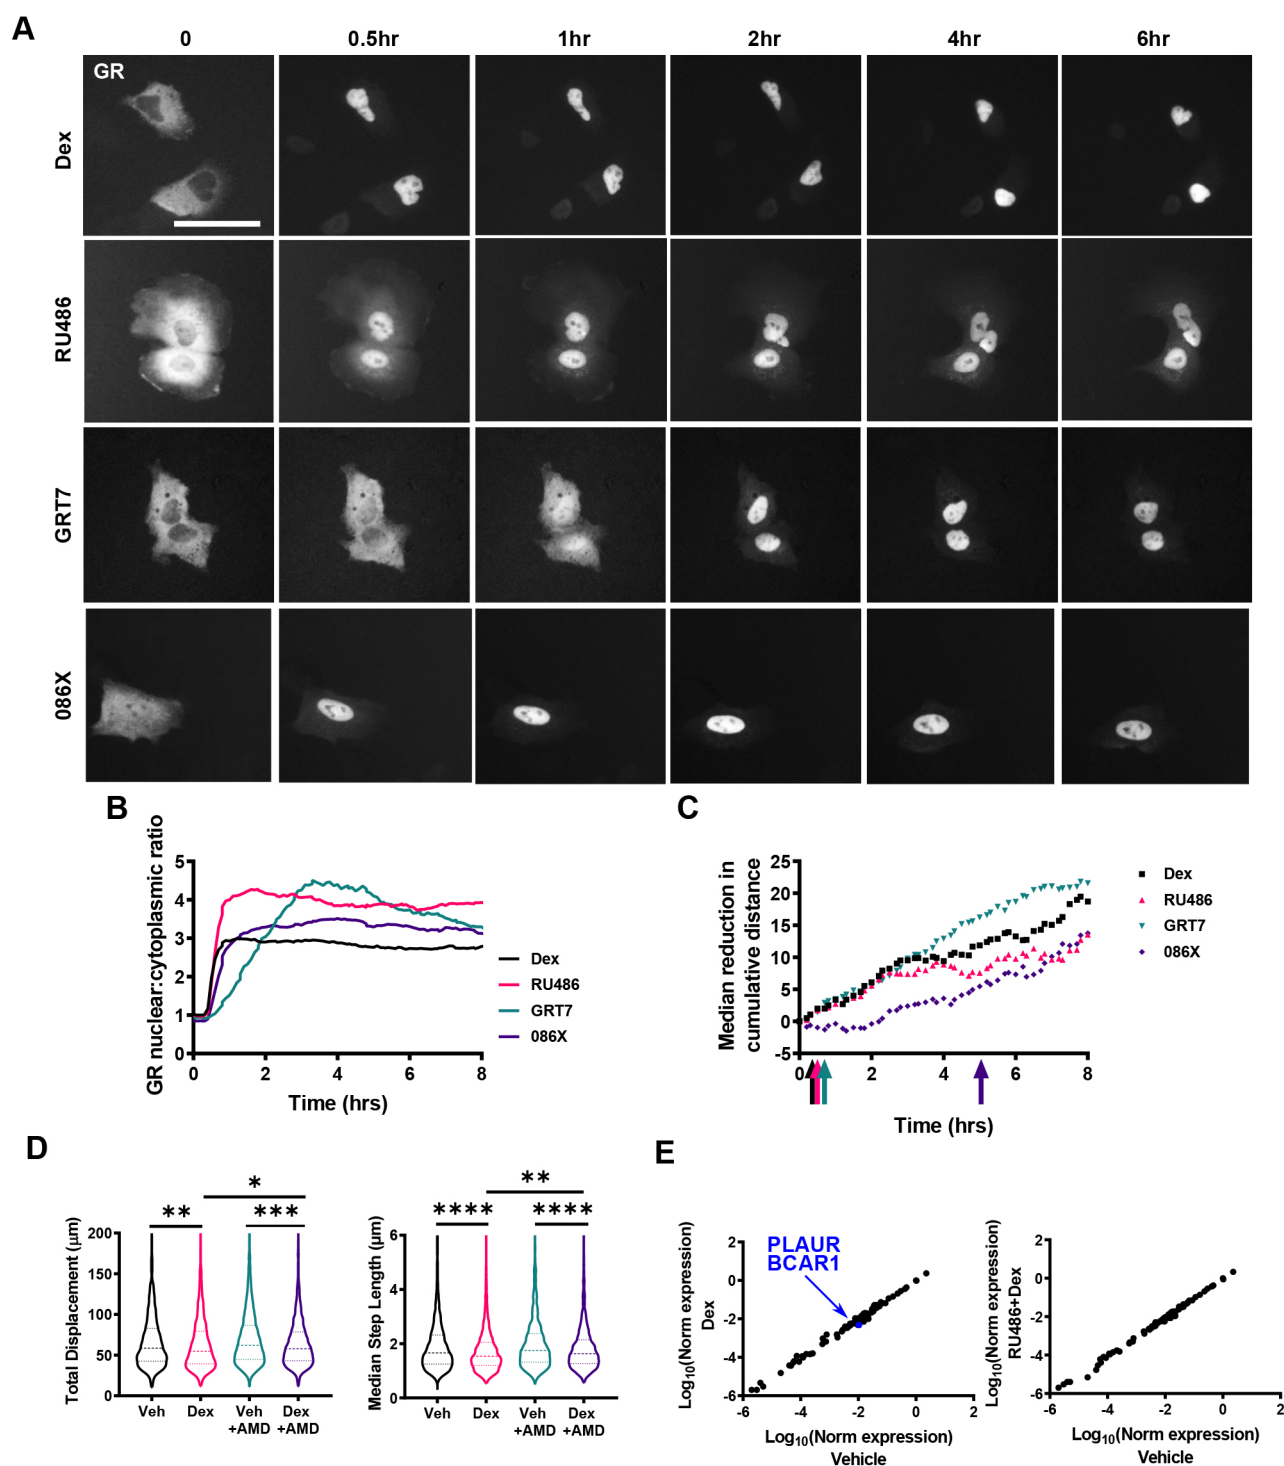 A
0 0.5hr 1hr 2hr 4hr 6hr
GR
Dex
RU486
GRT7
086X
B
GR nuclear:cytoplasmic ratio
5
4
3
2
1
0
0 2 4 6 8
Time (hrs)
Dex
RU486
GRT7
086X
C
Median reduction in
cumulative distance
25
20
15
10
5
0
-5
0 2 4 6 8
Time (hrs)
Dex
RU486
GRT7
086X
D
Total Displacement (μm)
200
150
100
50
0
** *** *
Veh Dex Veh +AMD Dex +AMD
Median Step Length (μm)
6
4
2
0
**** **** **
Veh Dex Veh +AMD Dex +AMD
E
Log10(Norm expression)
Dex
2
0
-2
-4
-6
PLAUR
BCAR1
-6 -4 -2 0 2
Log10(Norm expression)
Vehicle
Log10(Norm expression)
RU486+Dex
2
0
-2
-4
-6
-6 -4 -2 0 2
Log10(Norm expression)
Vehicle